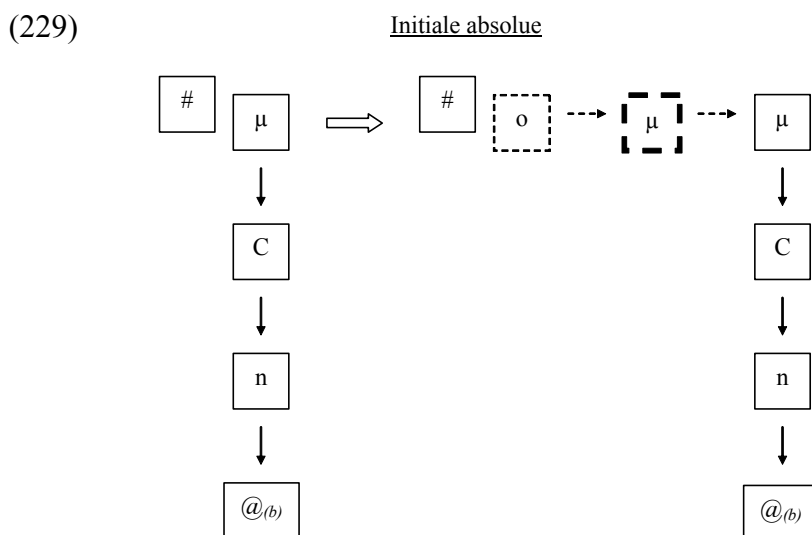 (229) Initiale absolue
# μ # o μ μ
C C
n n
@(b) @(b)